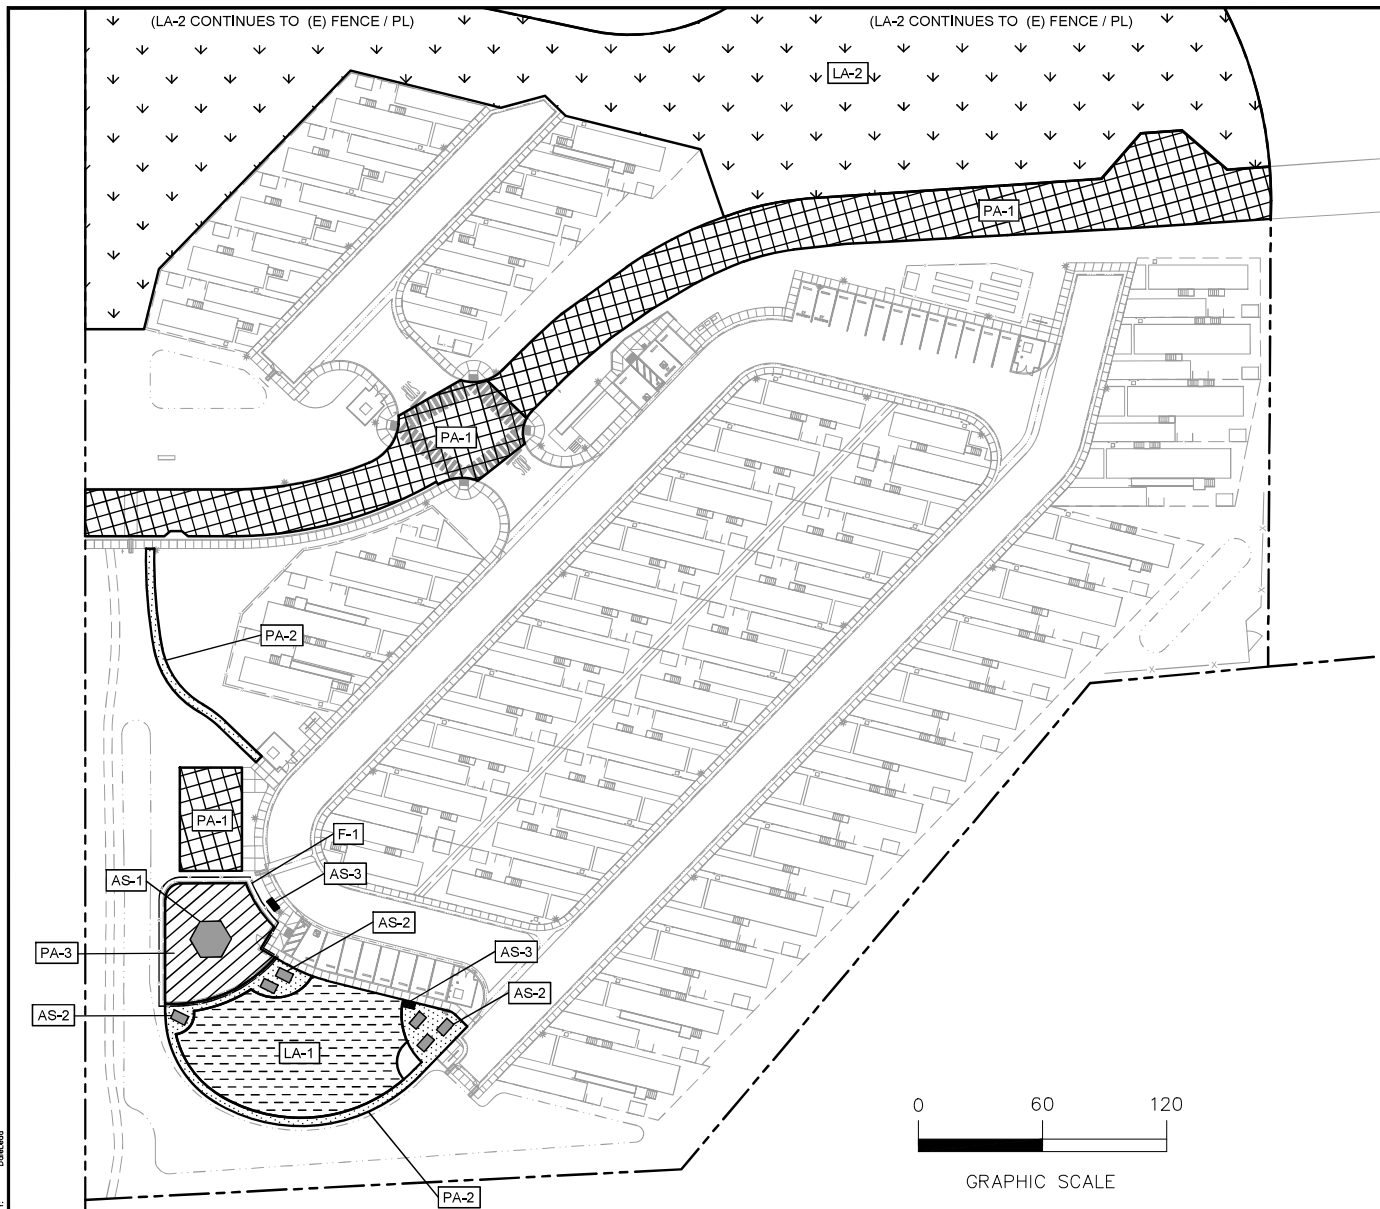 (LA-2 CONTINUES TO (E) FENCE / PL)
(LA-2 CONTINUES TO (E) FENCE / PL)
LA-2
PA-1
PA-1
PA-2
PA-1
F-1
AS-3
AS-1
AS-2
PA-3
AS-3
AS-2
AS-2
LA-1
PA-2
0 60 120
GRAPHIC SCALE